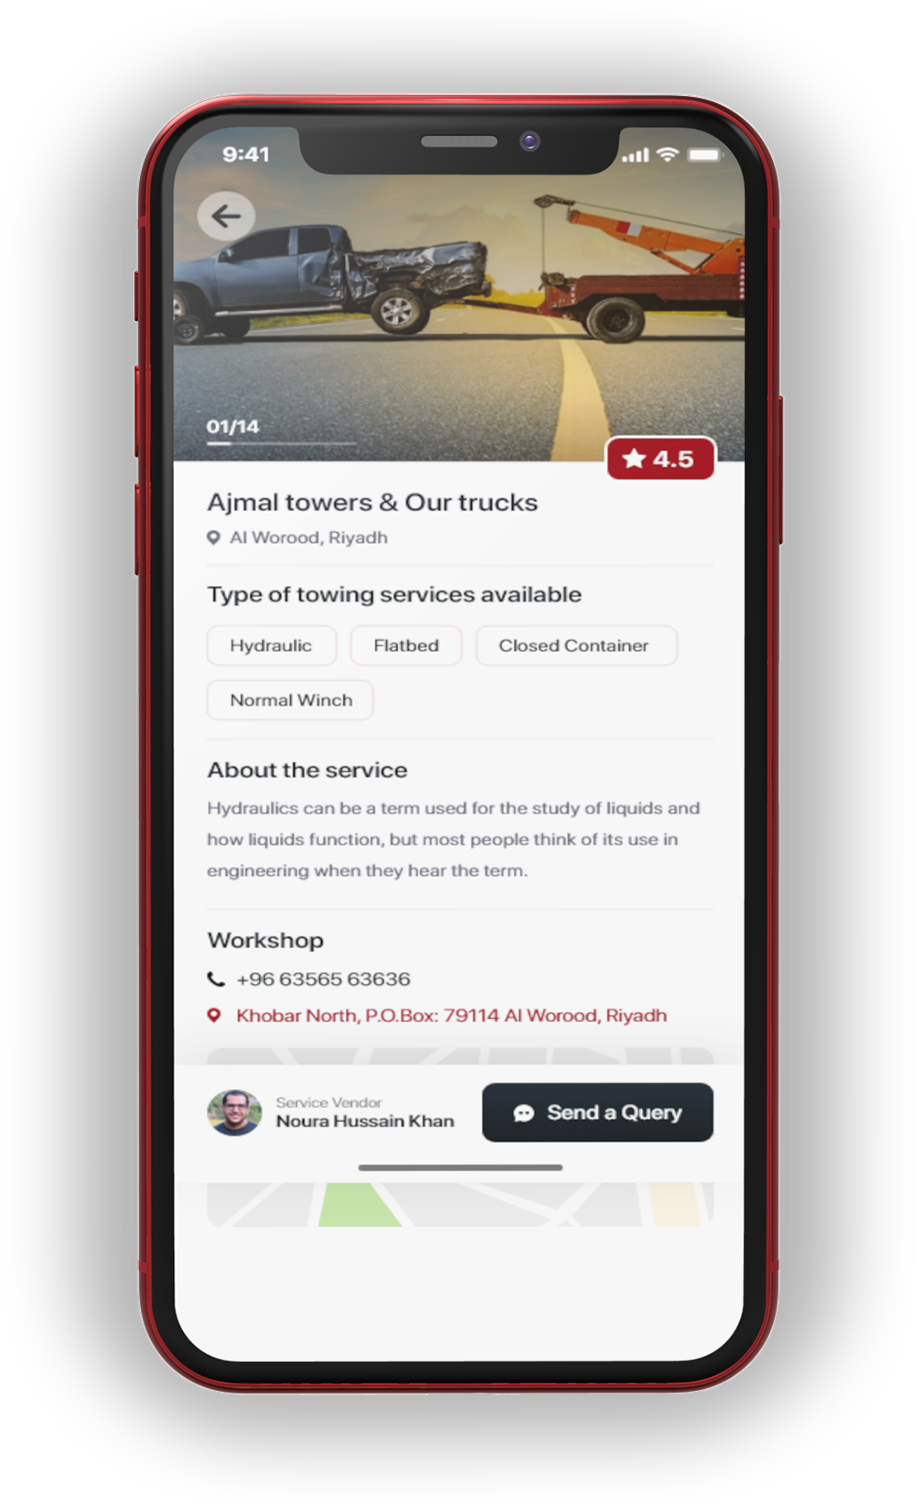 9:41
01/14
4.5
Ajmal towers & Our trucks
Al Worood, Riyadh
Type of towing services available
Hydraulic Flatbed Closed Container
Normal Winch
About the service
Hydraulics can be a term used for the study of liquids and
how liquids function, but most people think of its use in
engineering when they hear the term.
Workshop
+96 63565 63636
Khobar North, P.O.Box: 79114 Al Worood, Riyadh
Service Vendor
Noura Hussain Khan
Send a Query